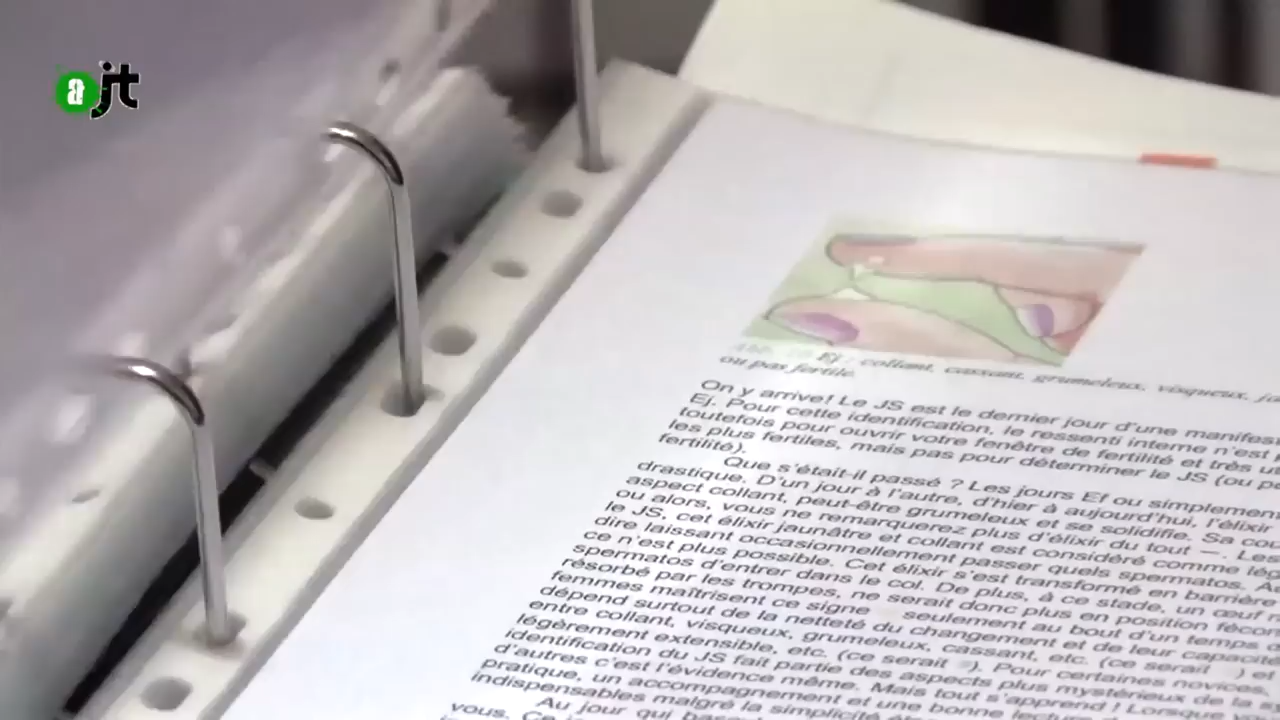 ajt
Ej : collant, cassant, grumeleux, visqueux,
ou pas fertile.
On y arrive! Le JS est le dernier jour d'une
Ej. Pour cette identification, le ressenti interne n'est
toutefois pour ouvrir votre fenêtre de fertilité et très
les plus fertiles, mais pas pour déterminer le JS (ou
fertilité).
Que s'était-il passé ? Les jours Ef ou
drastique. D'un jour à l'autre, d'hier à aujourd'hui, l'élixir
aspect collant, peut-être grumeleux et se solidifie. Sa
ou alors, vous ne remarquerez plus d'élixir du tout —.
le JS, cet élixir jaunâtre et collant est considéré comme
dire laissant occasionnellement passer quels spermatos.
ce n'est plus possible. Cet élixir s'est transformé en barrière
spermatos d'entrer dans le col. De plus, à ce stade, un œuf
résorbé par les trompes, ne serait donc plus en position
femmes maîtrisent ce signe seulement au bout d'un temps
dépend surtout de la netteté du changement et de leur capacité
entre collant, visqueux, grumeleux, cassant, etc. (ce serait ) et
légèrement extensible, etc. (ce serait ). Pour certaines novices,
identification du JS fait partie des aspects plus mystérieux de la
d'autres c'est l'évidence même. Mais tout s'apprend ! Lorsque
pratique, un accompagnement et une bonne
indispensables malgré la simplicité
Au jour qui
vous.